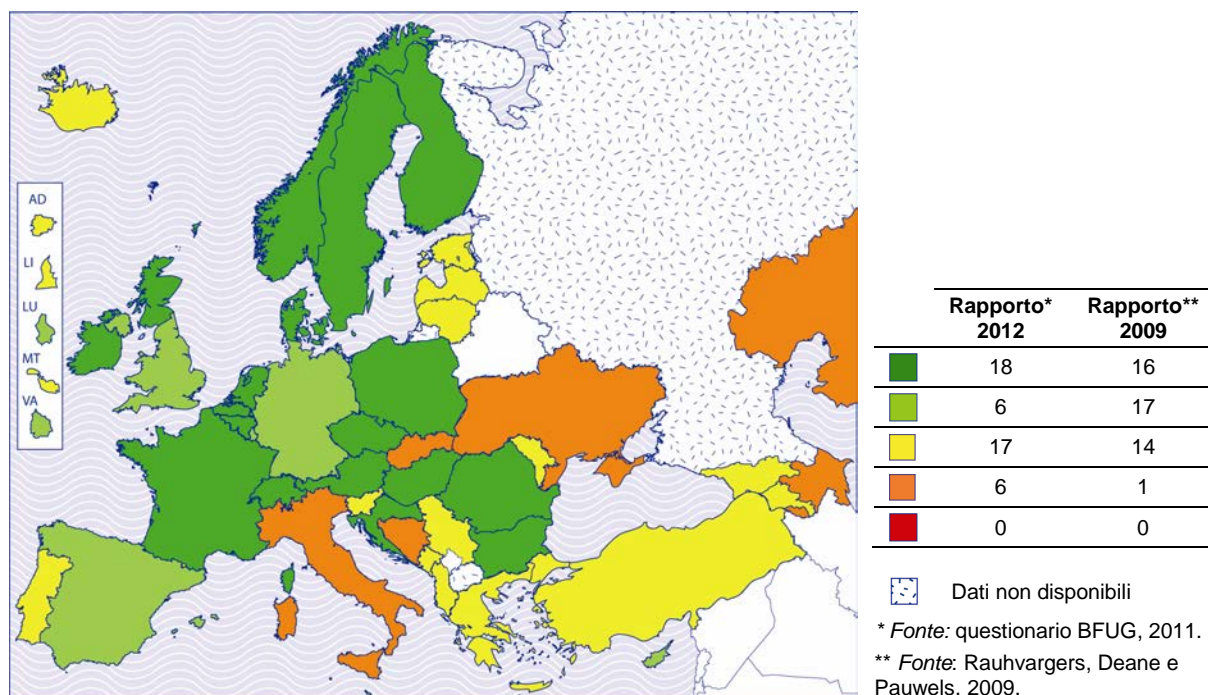 AD
LI
LU
MT
VA
Rapporto* Rapporto**
2012 2009
18 16
6 17
17 14
6 1
0 0
Dati non disponibili
* Fonte: questionario BFUG, 2011.
** Fonte: Rauhvargers, Deane e
Pauwels, 2009.